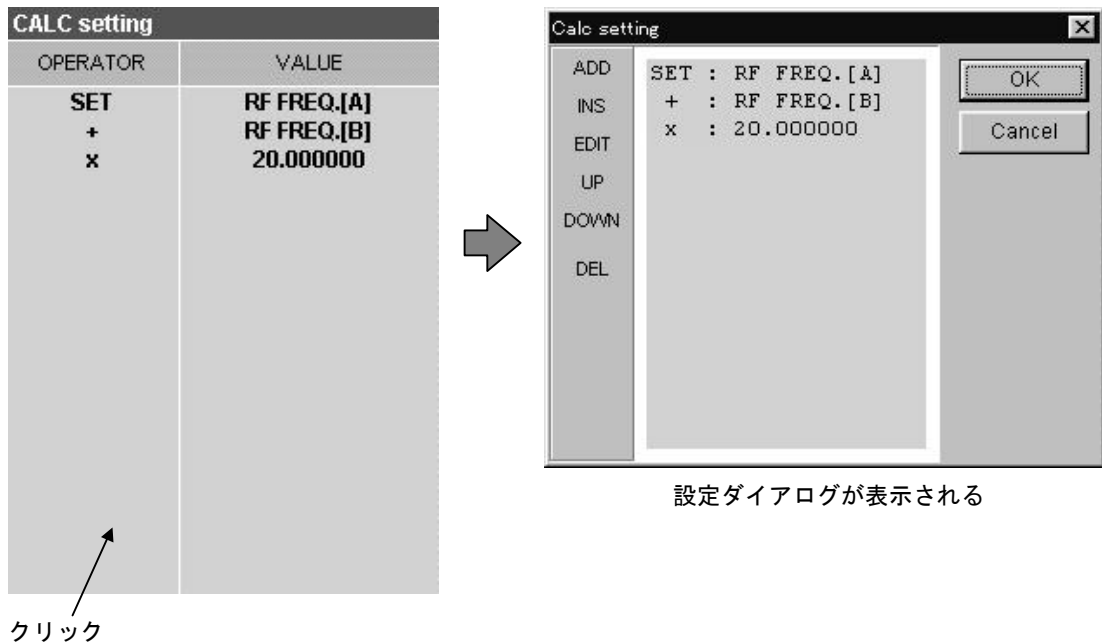 CALC setting
OPERATOR VALUE
SET RF FREQ.[A]
+ RF FREQ.[B]
x 20.000000
クリック
Calc setting
ADD
INS
EDIT
UP
DOWN
DEL
SET : RF FREQ.[A]
+ : RF FREQ.[B]
x : 20.000000
OK
Cancel
設定ダイアログが表示される